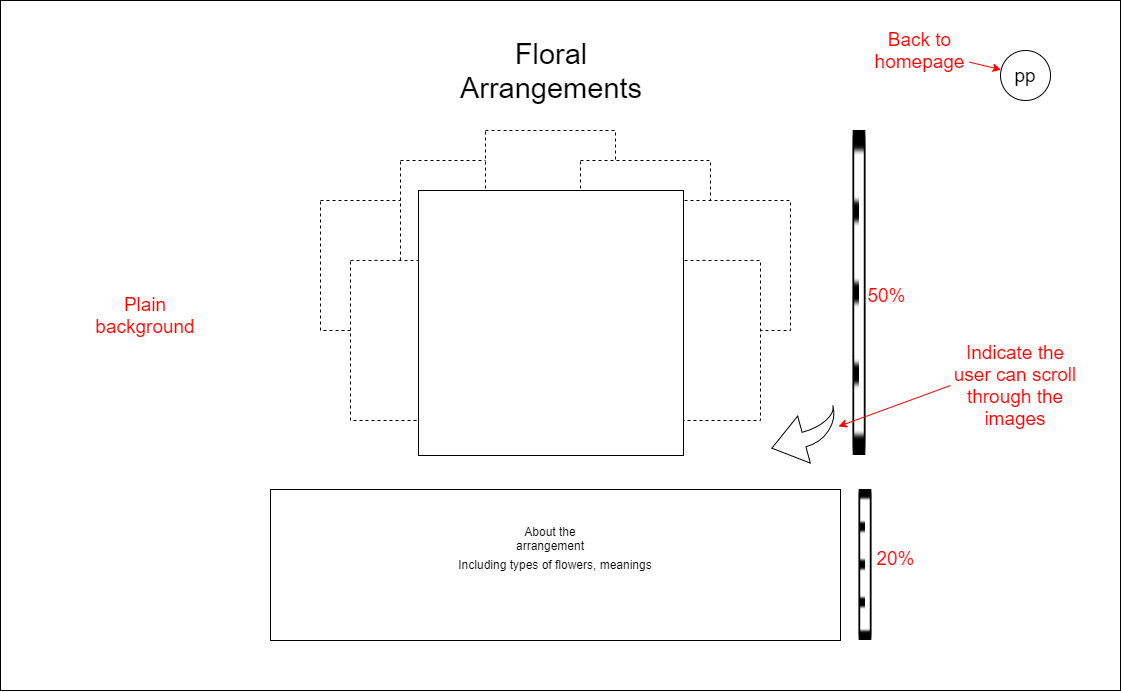 Floral
Arrangements
Back to
homepage
pp
50%
Plain
background
Indicate the
user can scroll
through the
images
About the
arrangement
Including types of flowers, meanings
20%